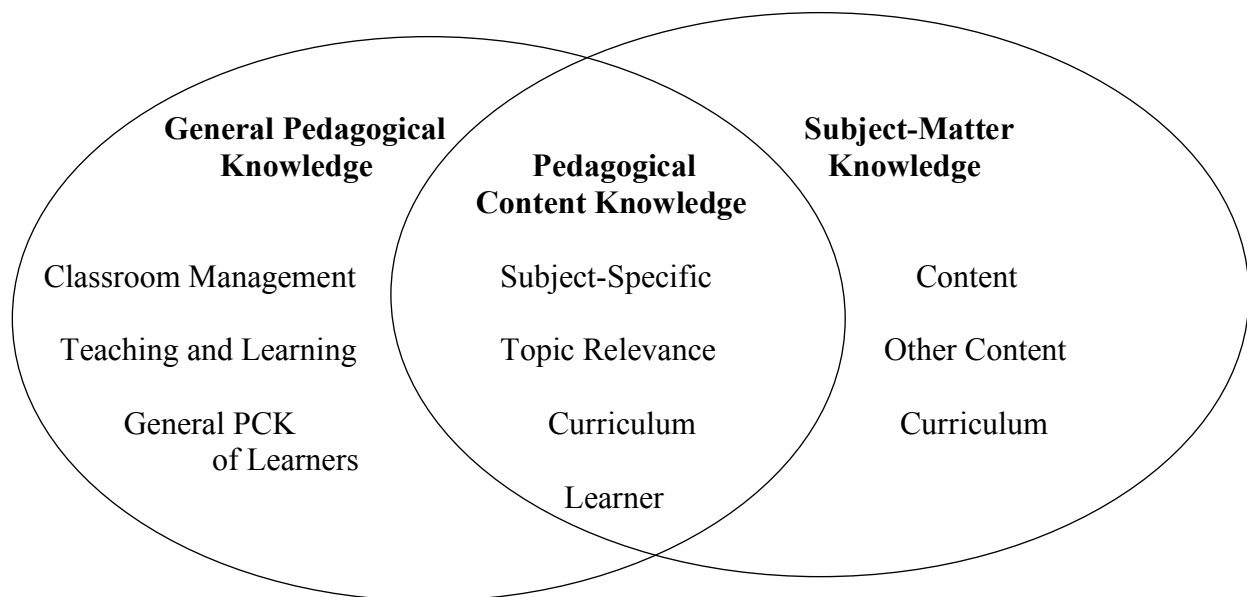 General Pedagogical
Knowledge
Pedagogical
Content Knowledge
Subject-Matter
Knowledge
Classroom Management
Teaching and Learning
General PCK
of Learners
Subject-Specific
Topic Relevance
Curriculum
Learner
Content
Other Content
Curriculum